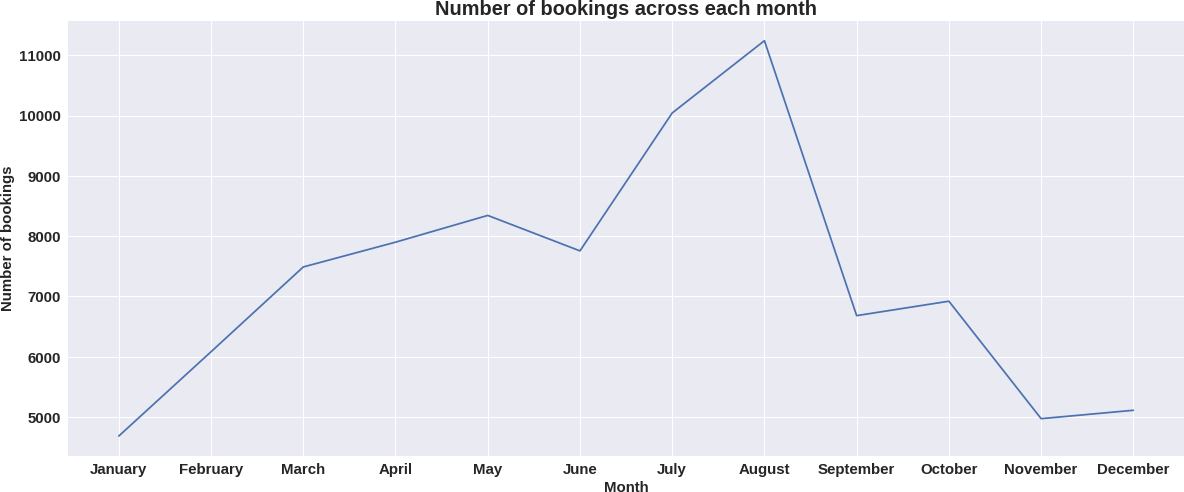 Number of bookings across each month
Number of bookings
11000
10000
9000
8000
7000
6000
5000
January February March April May June July August September October November December
Month